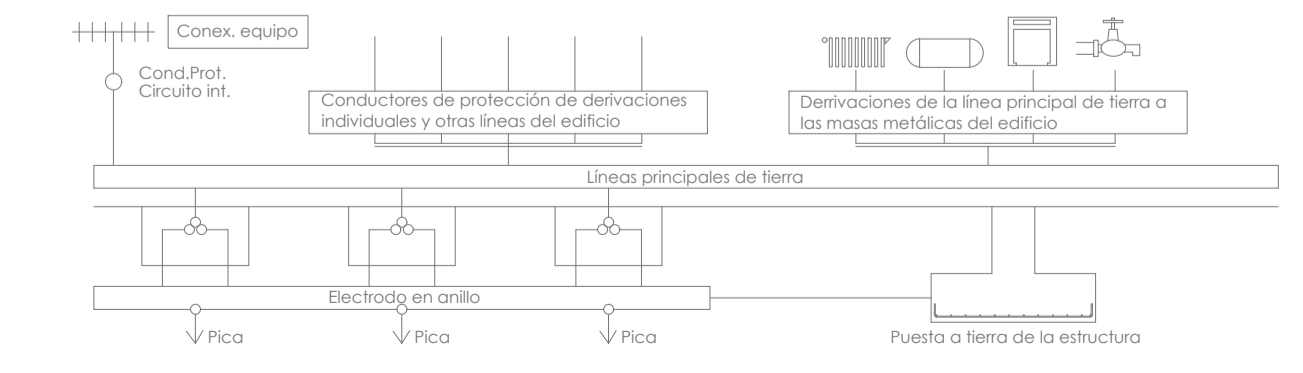 Conex. equipo
Cond.Prot.
Circuito int.
Conductores de protección de derivaciones
individuales y otras líneas del edificio
Derrivaciones de la línea principal de tierra a
las masas metálicas del edificio
Líneas principales de tierra
Electrodo en anillo
Pica
Pica
Pica
Puesta a tierra de la estructura